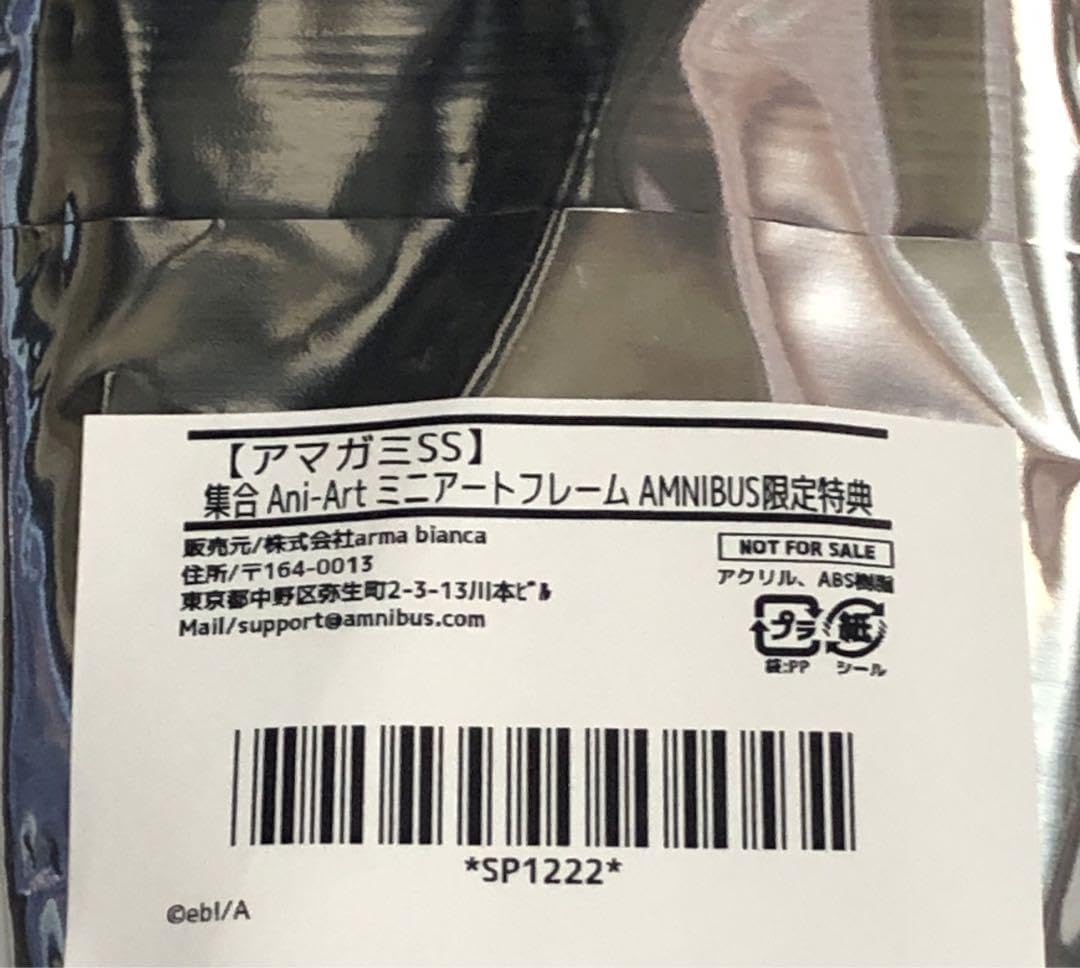 【アマガミSS】
集合 Ani-Art ミニアートフレーム AMNIBUS限定特典
販売元/株式会社arma bianca
住所/〒164-0013
東京都中野区弥生町2-3-13川本ビル
Mail/support@amnibus.com
NOT FOR SALE
アクリル、ABS樹脂
プラ 紙
袋:PP シール
*SP1222*
©ebl/A